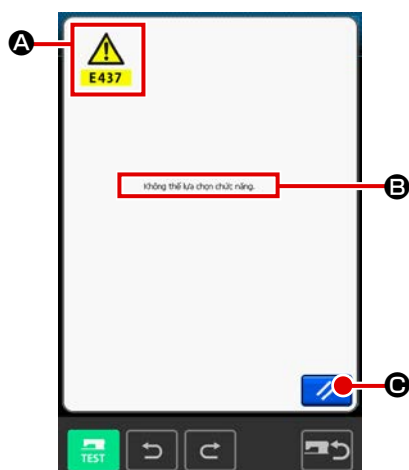 A
E437
Không thể lựa chọn chức năng.
B
C
TEST